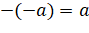 −(−a) = a